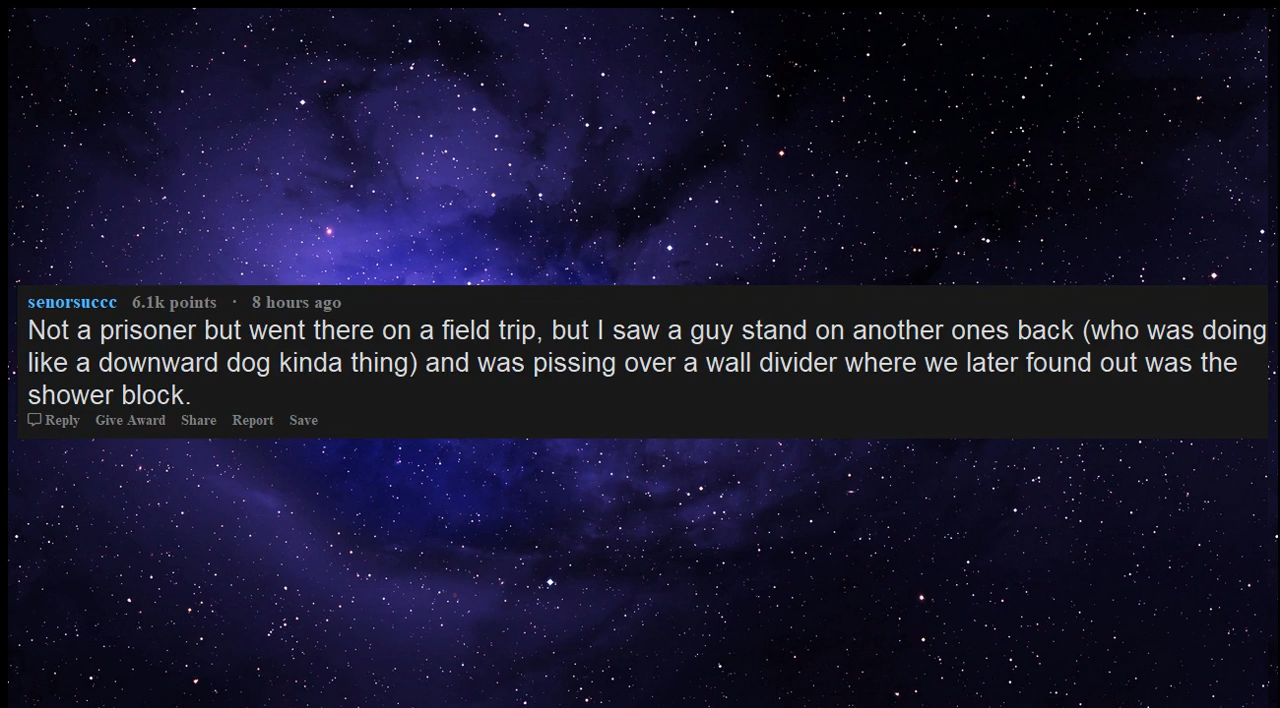 senorsuccc 6.1k points · 8 hours ago
Not a prisoner but went there on a field trip, but I saw a guy stand on another ones back (who was doing
like a downward dog kinda thing) and was pissing over a wall divider where we later found out was the
shower block.
Reply Give Award Share Report Save